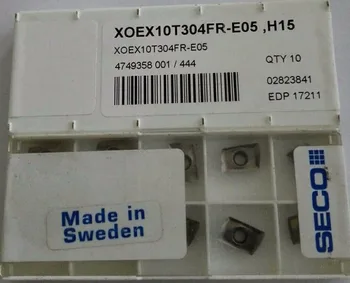 XOEX10T304FR-E05 ,H15
XOEX10T304FR-E05
4749358 001 / 444
QTY 10
02823841
EDP 17211
Made in
Sweden
SECO